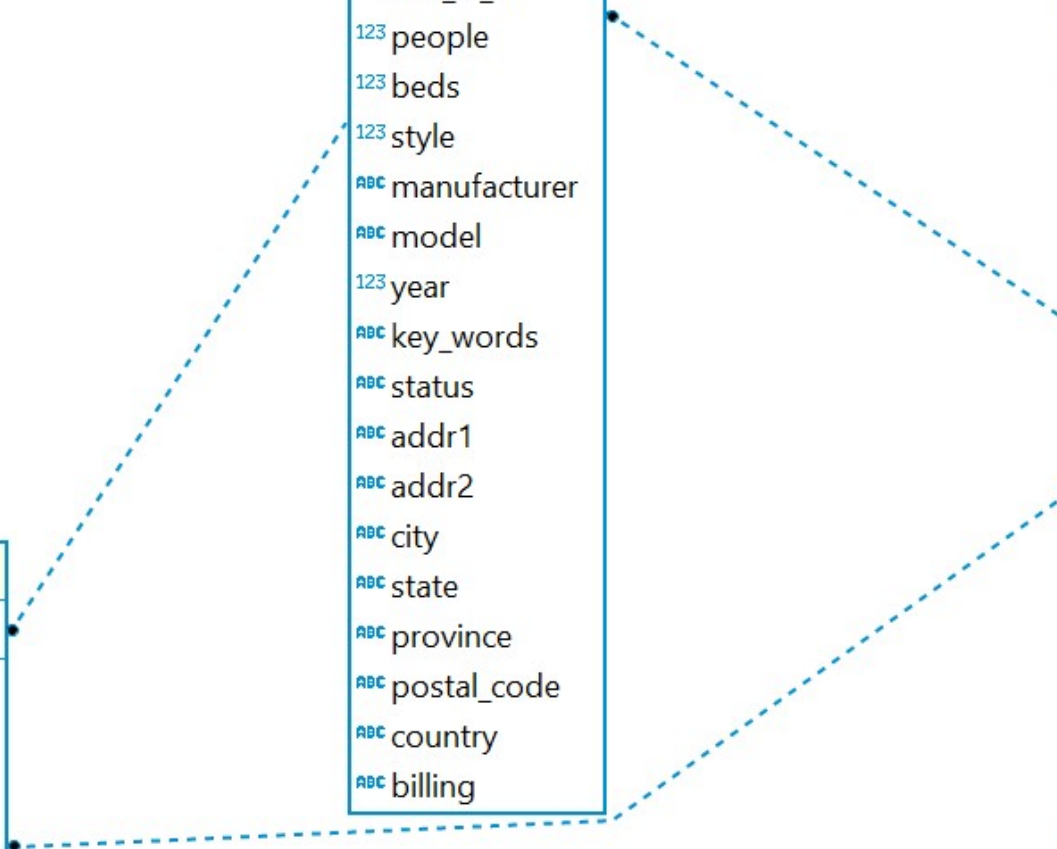 123 people
123 beds
123 style
ABC manufacturer
ABC model
123 year
ABC key_words
ABC status
ABC addr1
ABC addr2
ABC city
ABC state
ABC province
ABC postal_code
ABC country
ABC billing